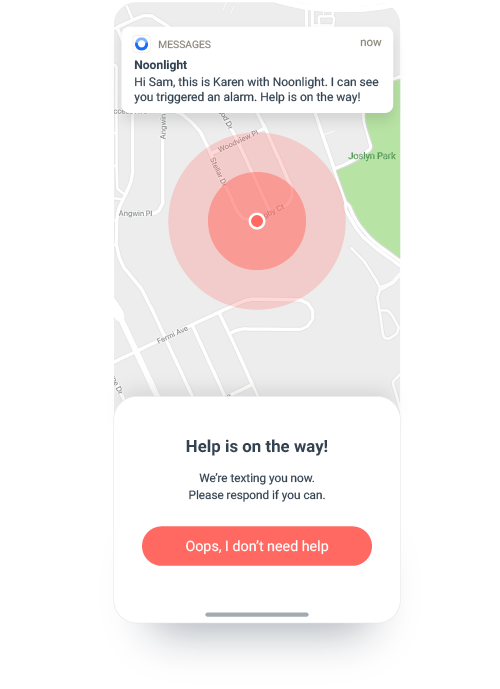 MESSAGES
now
Noonlight
Hi Sam, this is Karen with Noonlight. I can see
you triggered an alarm. Help is on the way!
Angwin
Woodview Pl
Stellar D
Joslyn Park
Angwin Pl
Fermi Ave
Help is on the way!
We're texting you now.
Please respond if you can.
Oops, I don't need help